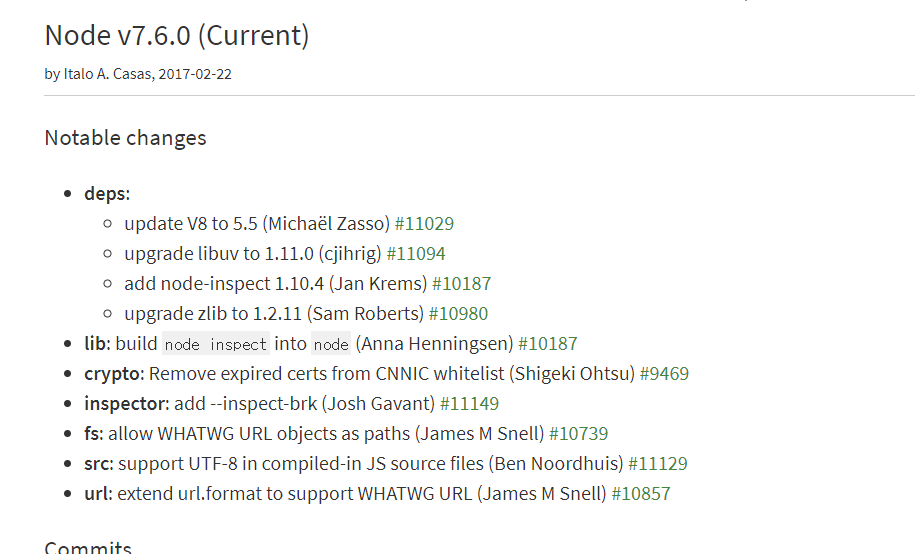 Node v7.6.0 (Current)
by Italo A. Casas, 2017-02-22
Notable changes
deps:
update V8 to 5.5 (Michaël Zasso) #11029
upgrade libuv to 1.11.0 (cjihrig) #11094
add node-inspect 1.10.4 (Jan Krems) #10187
upgrade zlib to 1.2.11 (Sam Roberts) #10980
lib: build node inspect into node (Anna Henningsen) #10187
crypto: Remove expired certs from CNNIC whitelist (Shigeki Ohtsu) #9469
inspector: add --inspect-brk (Josh Gavant) #11149
fs: allow WHATWG URL objects as paths (James M Snell) #10739
src: support UTF-8 in compiled-in JS source files (Ben Noordhuis) #11129
url: extend url.format to support WHATWG URL (James M Snell) #10857
Commits